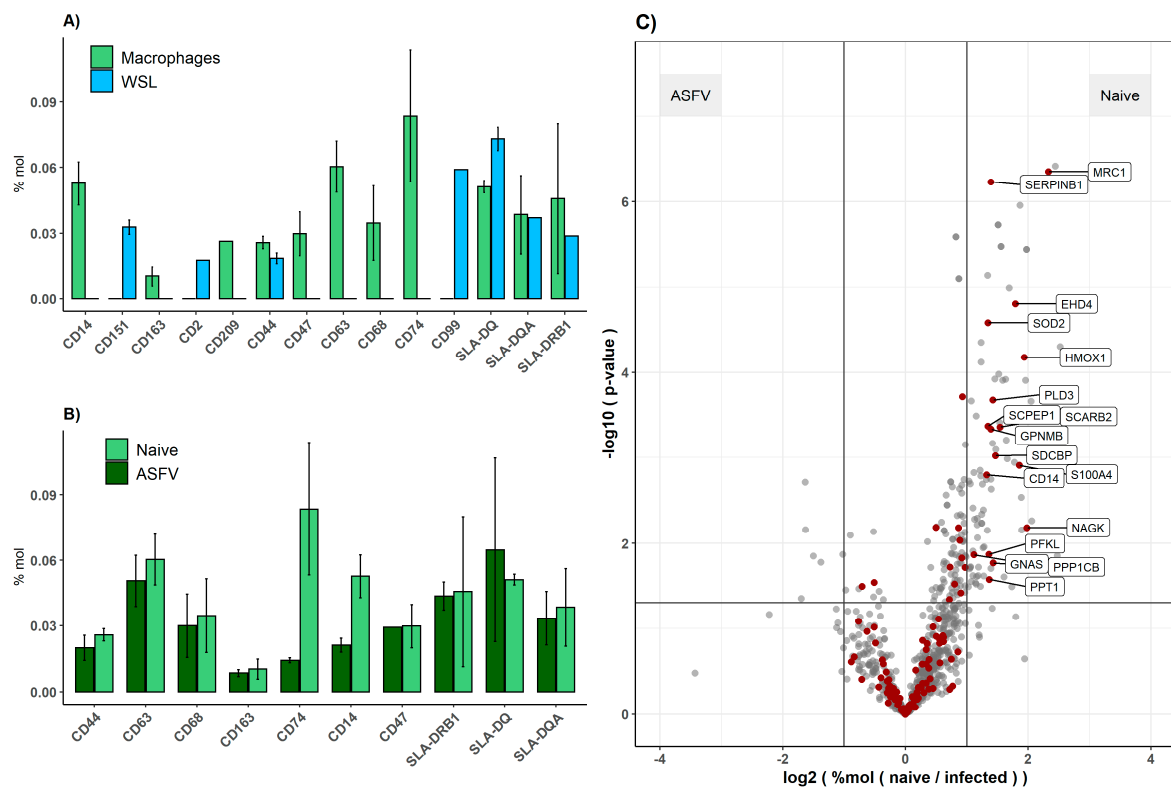 A)
Macrophages
WSL
% mol
0.09
0.06
0.03
0.00
CD14
CD151
CD163
CD2
CD209
CD44
CD47
CD63
CD68
CD74
CD99
SLA-DQ
SLA-DQA
SLA-DRB1
B)
Naive
ASFV
% mol
0.09
0.06
0.03
0.00
CD44
CD63
CD68
CD163
CD74
CD14
CD47
SLA-DRB1
SLA-DQ
SLA-DQA
C)
ASFV
Naive
-log10 ( p-value )
6
4
2
0
MRC1
SERPINB1
EHD4
SOD2
HMOX1
PLD3
SCPEP1
SCARB2
GPNMB
SDCBP
CD14
S100A4
NAGK
PFKL
GNAS
PPP1CB
PPT1
-4
-2
0
2
4
log2 ( %mol ( naive / infected ) )